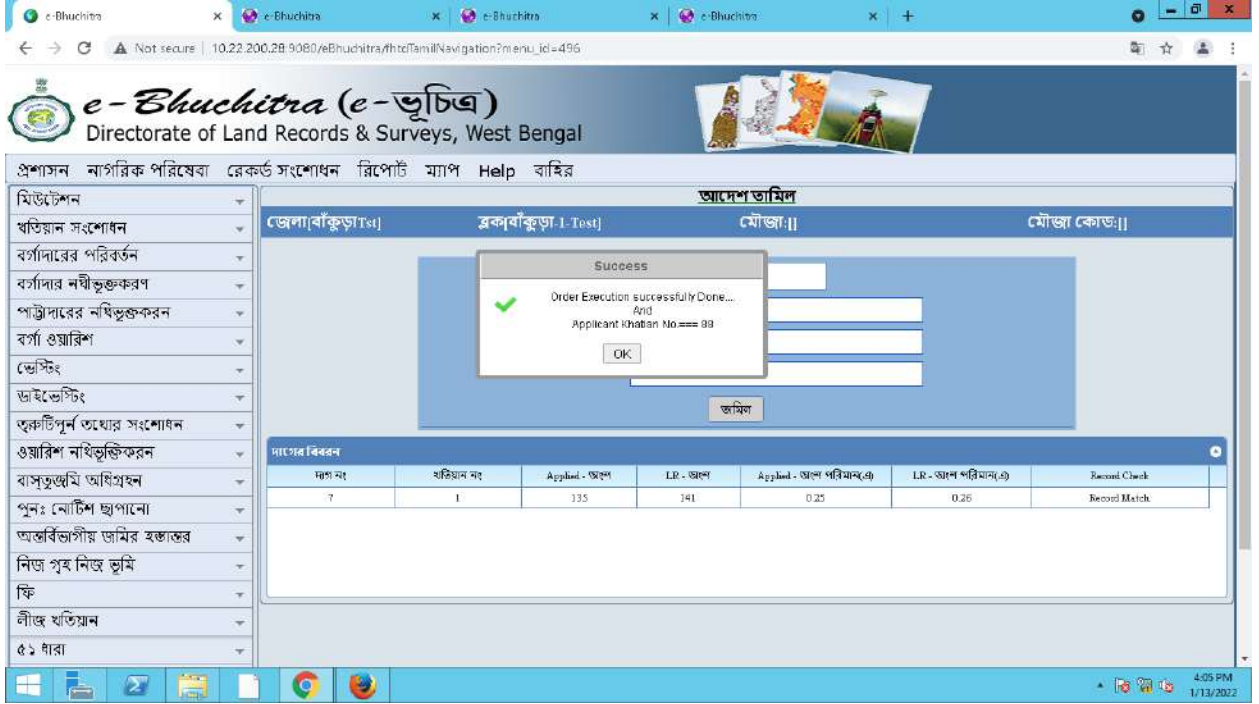 e-Bhuchitra
e-Bhuchitra
e-Bhuchitra
e-Bhuchitra
Not secure 10.22.200.28:9080/eBhuchitra/fhtdTamilNavigation?menu_id=496
e-Bhuchitra (e-ভূচিত্র)
Directorate of Land Records & Surveys, West Bengal
প্রশাসন নাগরিক পরিষেবা রেকর্ড সংশোধন রিপোর্ট ম্যাপ Help বাহির
মিউটেশন
খতিয়ান সংশোধন
বর্গাদারের পরিবর্তন
বর্গাদার নথীভূক্তকরণ
পাট্টাদারের নথিভূক্তকরন
বর্গা ওয়ারিশ
ভেস্টিং
ডাইভেস্টিং
ত্রুটিপূর্ন তথ্যের সংশোধন
ওয়ারিশ নথিভূক্তিকরন
বাস্তুজমি অধিগ্রহন
পুনঃ নোটিশ ছাপানো
অন্তর্বিভাগীয় জমির হস্তান্তর
নিজ গৃহ নিজ ভূমি
ফি
লীজ খতিয়ান
৫১ ধারা
আদেশ তামিল
জেলা[বাঁকুড়াTst] ব্লক[বাঁকুড়া-1-Test] মৌজা:[] মৌজা কোড:[]
Success
Order Execution successfully Done....
And
Applicant Khatian No.=== 99
OK
তামিল
দাগের বিবরন
দাগ নং খতিয়ান নং Applied - অংশ LR - অংশ Applied - অংশ পরিমান(এ) LR - অংশ পরিমান(এ) Record Check
7 1 135 141 0.25 0.26 Record Match
4:05 PM
1/13/2022